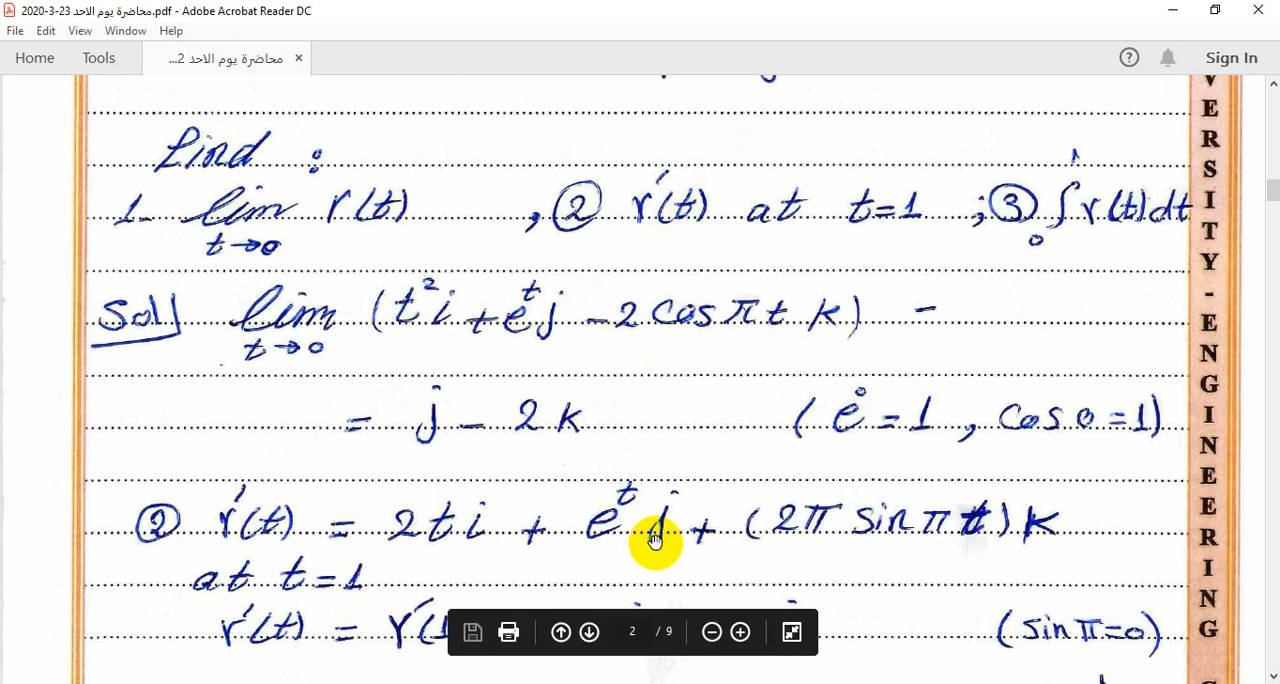 محاضرة يوم الاحد 23-3-2020.pdf - Adobe Acrobat Reader DC
File Edit View Window Help
Home Tools محاضرة يوم الاحد 2... × ? Sign In
Find :
1- lim r(t) , ② r′(t) at t=1 ; ③ ∫₀¹ r(t)dt
t→0
Sol] lim (t² i + eᵗ j - 2 cos π t k) =
t→0
= j - 2k (e⁰ = 1 , cos 0 = 1)
② r′(t) = 2t i + eᵗ j + (2π sin π t) k
at t=1
r′(t) = r′(1 (sin π = 0)
2 / 9
VERSITY-ENGINEERING